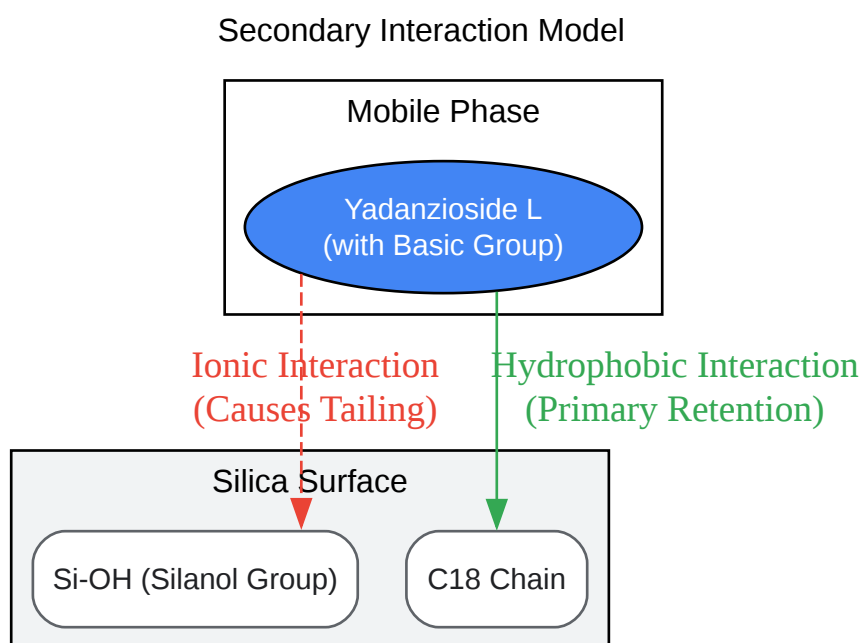 Secondary Interaction Model
Mobile Phase
Yadanzioside L
(with Basic Group)
Ionic Interaction
(Causes Tailing)
Hydrophobic Interaction
(Primary Retention)
Silica Surface
Si-OH (Silanol Group)
C18 Chain